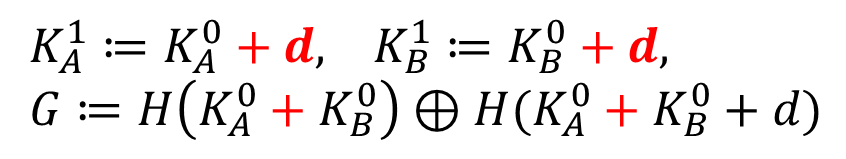 K_A^1 ≔ K_A^0 + d, K_B^1 ≔ K_B^0 + d,
G ≔ H(K_A^0 + K_B^0) ⊕ H(K_A^0 + K_B^0 + d)